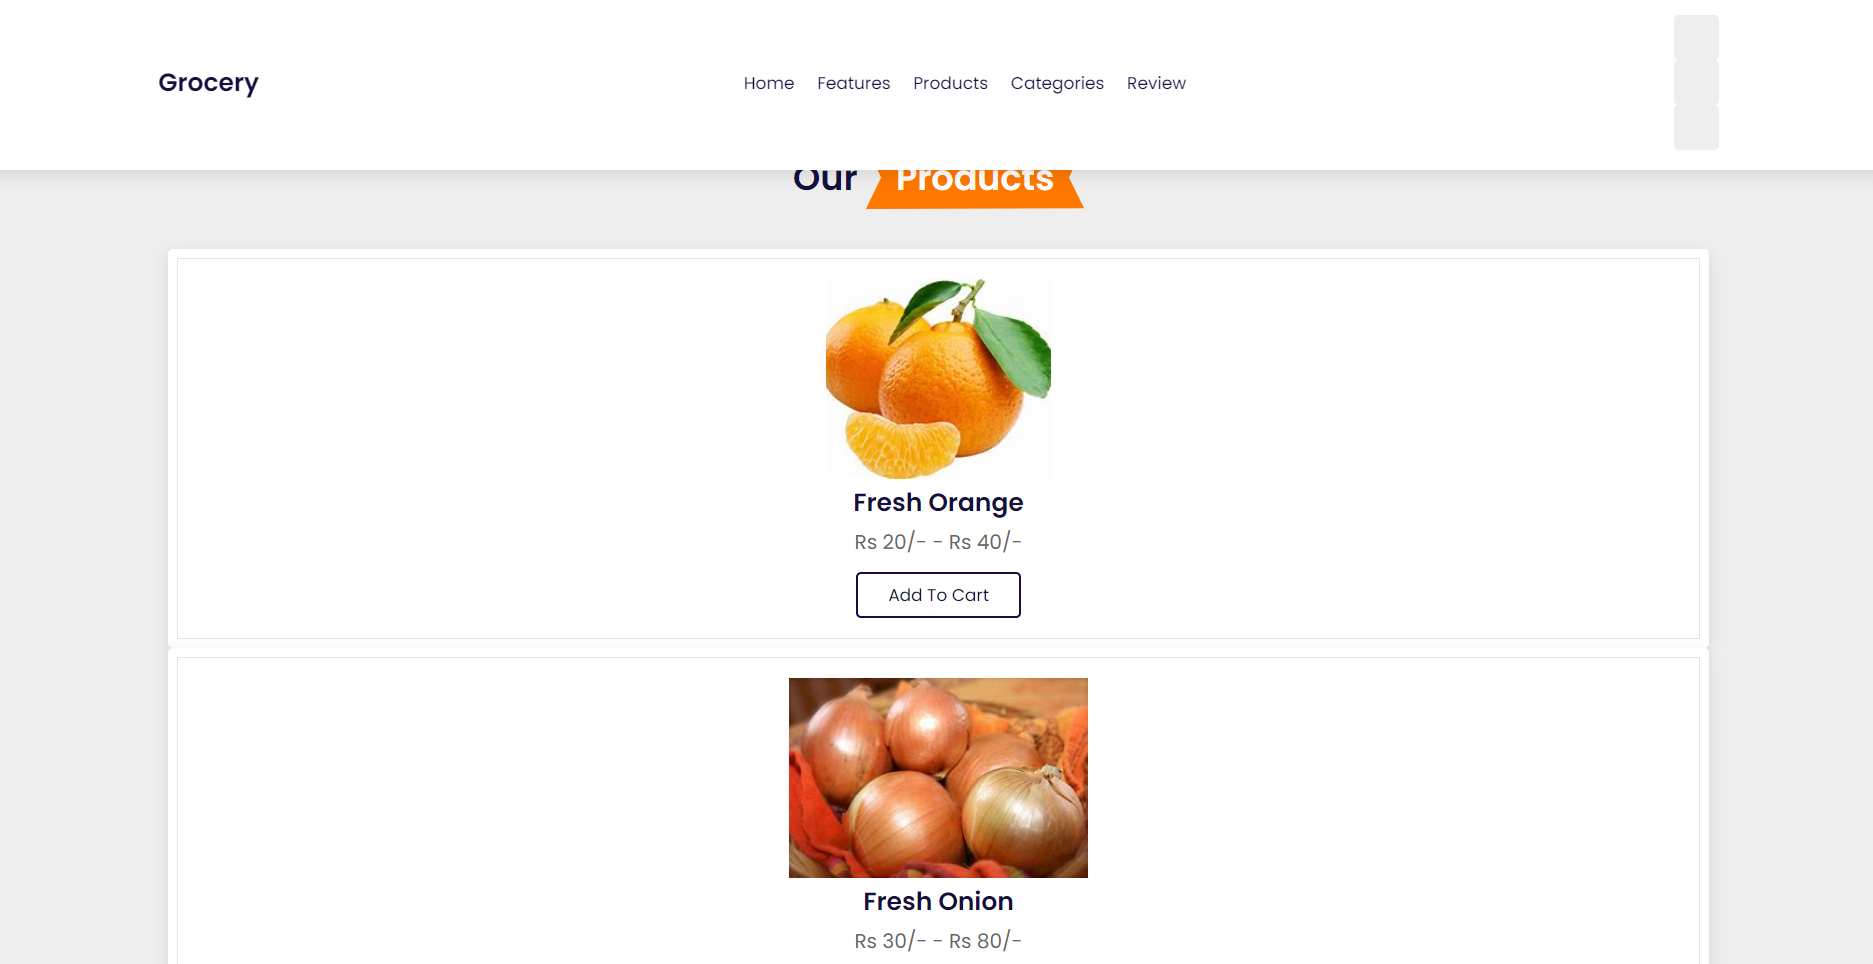 Grocery
Home Features Products Categories Review
Our Products
Fresh Orange
Rs 20/- - Rs 40/-
Add To Cart
Fresh Onion
Rs 30/- - Rs 80/-